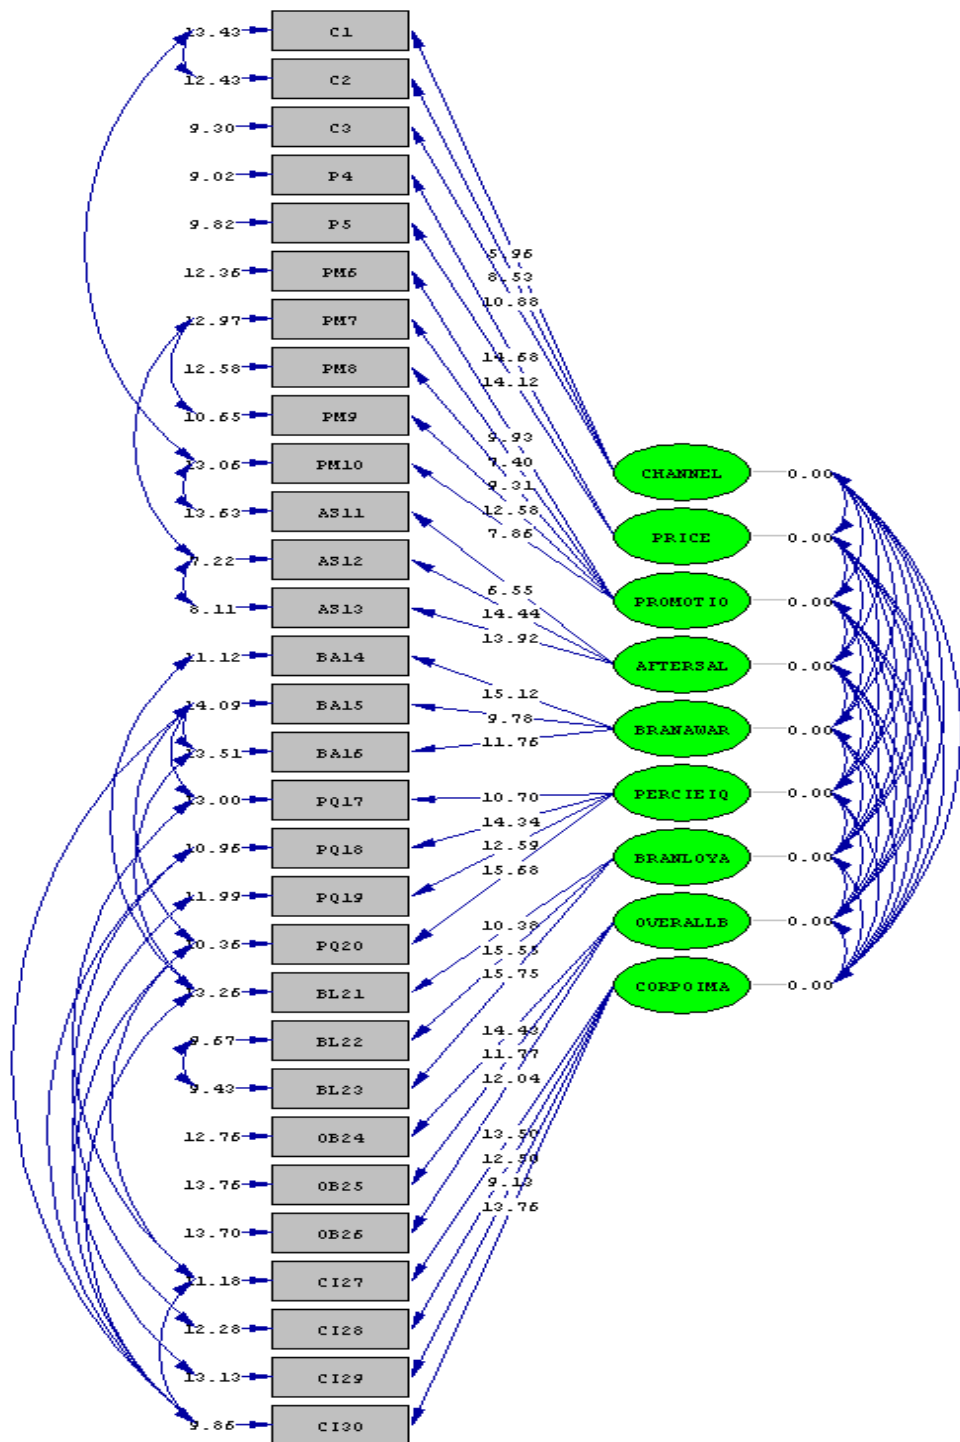 13.43 C1
12.43 C2
9.30 C3
9.02 P4
9.82 P5
12.36 PM6
12.97 PM7
12.58 PM8
10.65 PM9
13.06 PM10
13.63 AS11
7.22 AS12
8.11 AS13
11.12 BA14
14.09 BA15
13.51 BA16
13.00 PQ17
10.96 PQ18
11.99 PQ19
10.36 PQ20
13.26 BL21
9.67 BL22
9.43 BL23
12.76 OB24
13.76 OB25
13.70 OB26
11.18 CI27
12.28 CI28
13.13 CI29
9.86 CI30
5.96
8.53
10.88
14.68
14.12
9.93
7.40
9.31
12.58
7.86
6.55
14.44
13.92
15.12
9.78
11.76
10.70
14.34
12.59
15.68
10.38
15.55
15.75
14.43
11.77
12.04
13.50
12.50
9.13
13.76
CHANNEL 0.00
PRICE 0.00
PROMOTIO 0.00
AFTERSAL 0.00
BRANAWAR 0.00
PERCIEIQ 0.00
BRANLOYA 0.00
OVERALLB 0.00
CORPOIMA 0.00